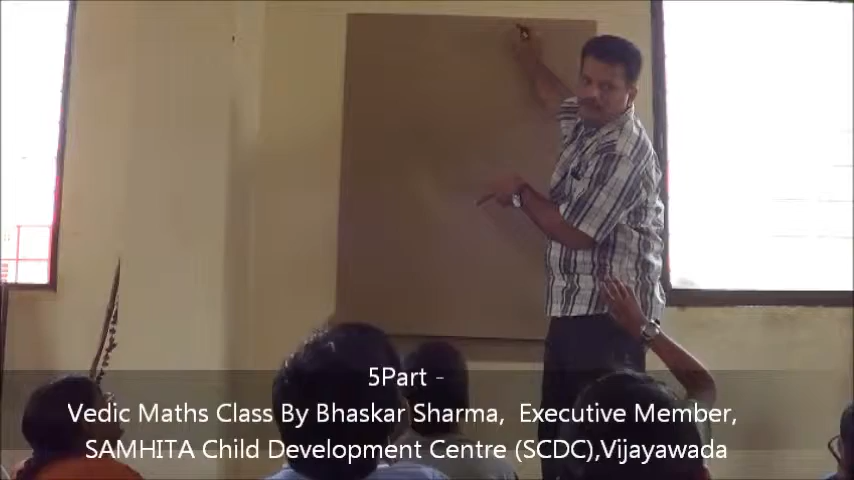 5Part -
Vedic Maths Class By Bhaskar Sharma, Executive Member,
SAMHITA Child Development Centre (SCDC),Vijayawada